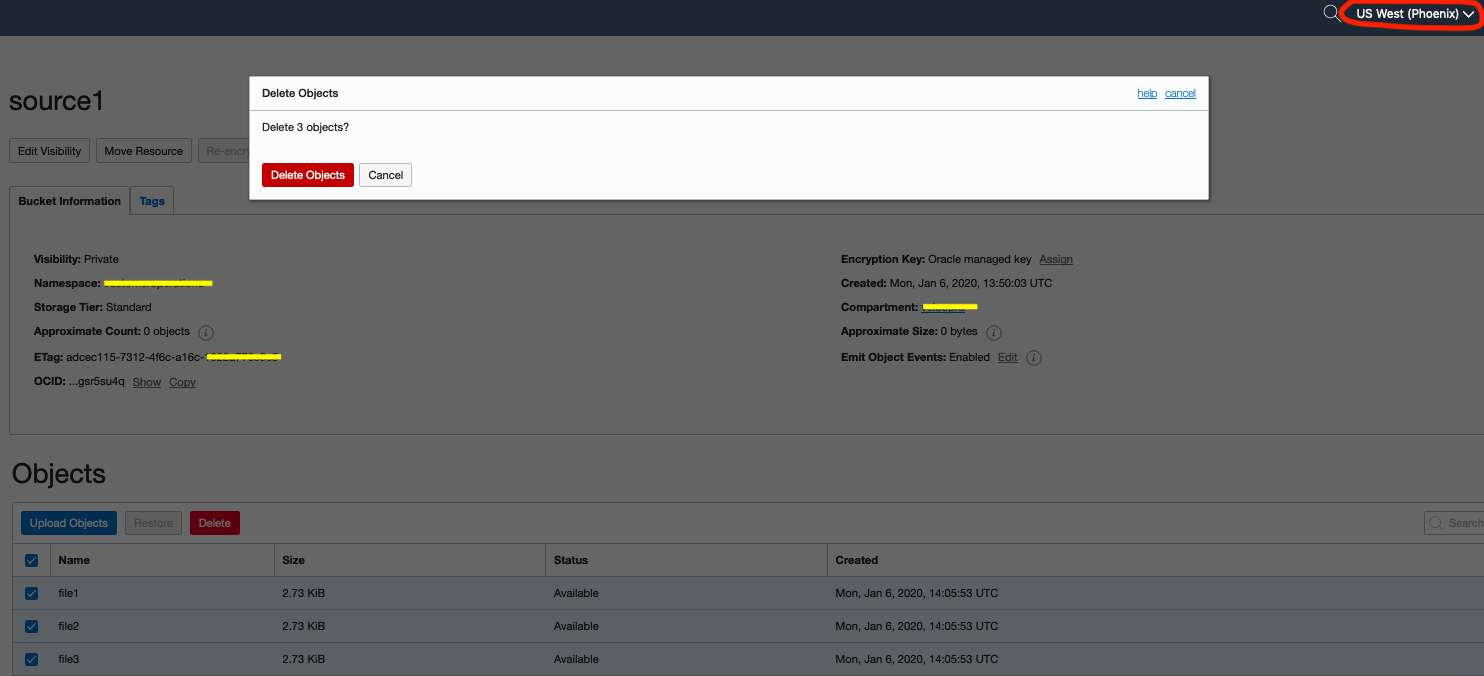 US West (Phoenix)
source1
Delete Objects help cancel
Delete 3 objects?
Delete Objects Cancel
Edit Visibility Move Resource
Bucket Information Tags
Visibility: Private
Namespace:
Storage Tier: Standard
Approximate Count: 0 objects
ETag: adcec115-7312-4f6c-a16c-
OCID: ...gsr5su4q Show Copy
Encryption Key: Oracle managed key Assign
Created: Mon, Jan 6, 2020, 13:50:03 UTC
Compartment:
Approximate Size: 0 bytes
Emit Object Events: Enabled Edit
Objects
Upload Objects Restore Delete Search
Name Size Status Created
file1 2.73 KiB Available Mon, Jan 6, 2020, 14:05:53 UTC
file2 2.73 KiB Available Mon, Jan 6, 2020, 14:05:53 UTC
file3 2.73 KiB Available Mon, Jan 6, 2020, 14:05:53 UTC